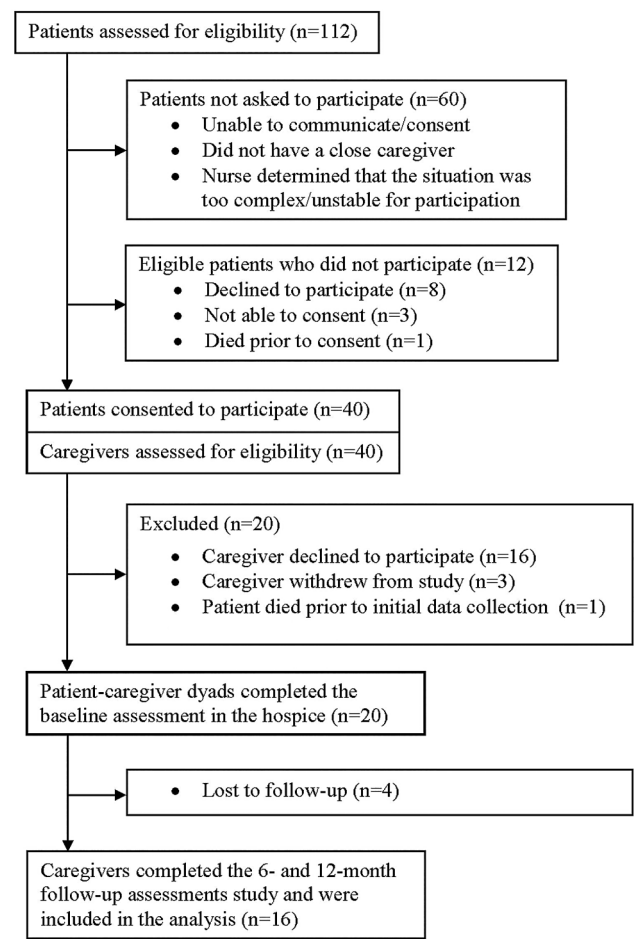 Patients assessed for eligibility (n=112)
Patients not asked to participate (n=60)
• Unable to communicate/consent
• Did not have a close caregiver
• Nurse determined that the situation was
too complex/unstable for participation
Eligible patients who did not participate (n=12)
• Declined to participate (n=8)
• Not able to consent (n=3)
• Died prior to consent (n=1)
Patients consented to participate (n=40)
Caregivers assessed for eligibility (n=40)
Excluded (n=20)
• Caregiver declined to participate (n=16)
• Caregiver withdrew from study (n=3)
• Patient died prior to initial data collection (n=1)
Patient-caregiver dyads completed the
baseline assessment in the hospice (n=20)
• Lost to follow-up (n=4)
Caregivers completed the 6- and 12-month
follow-up assessments study and were
included in the analysis (n=16)